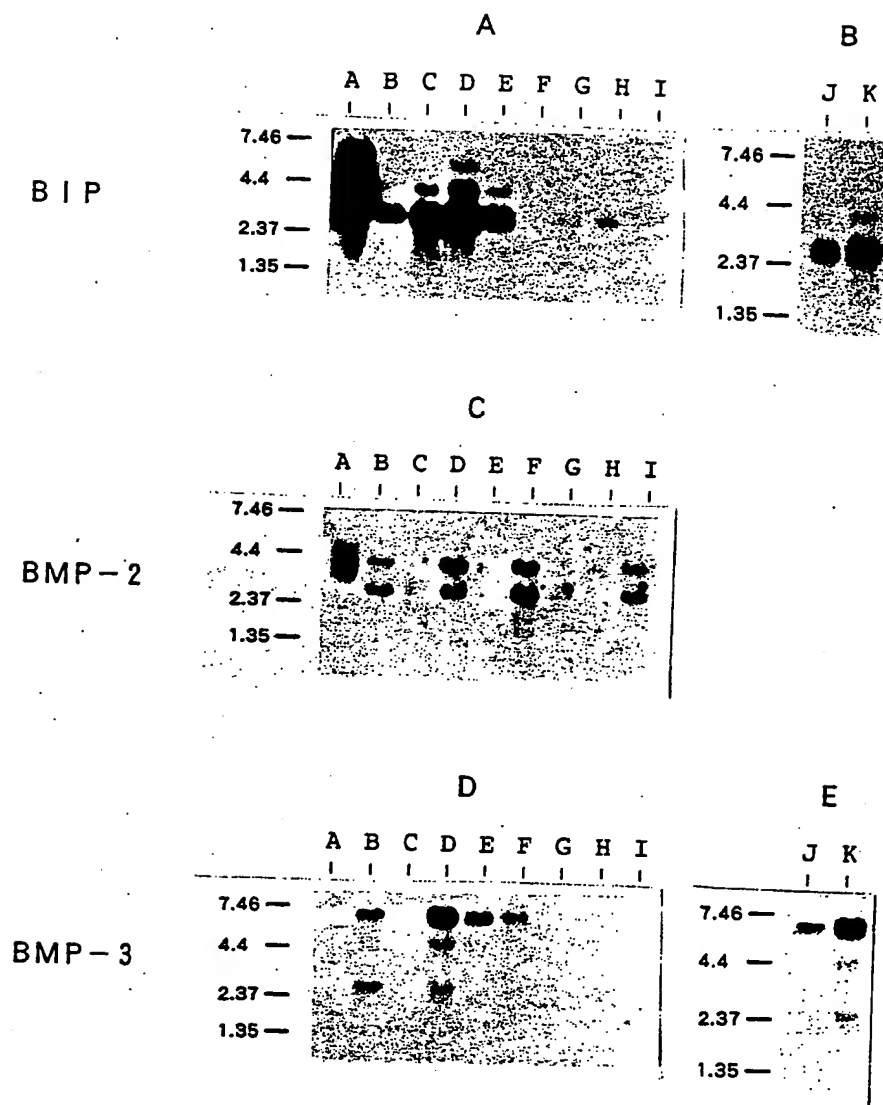 A
B
A B C D E F G H I
J K
BIP
7.46
4.4
2.37
1.35
7.46
4.4
2.37
1.35
C
A B C D E F G H I
BMP-2
7.46
4.4
2.37
1.35
D
E
A B C D E F G H I
J K
BMP-3
7.46
4.4
2.37
1.35
7.46
4.4
2.37
1.35